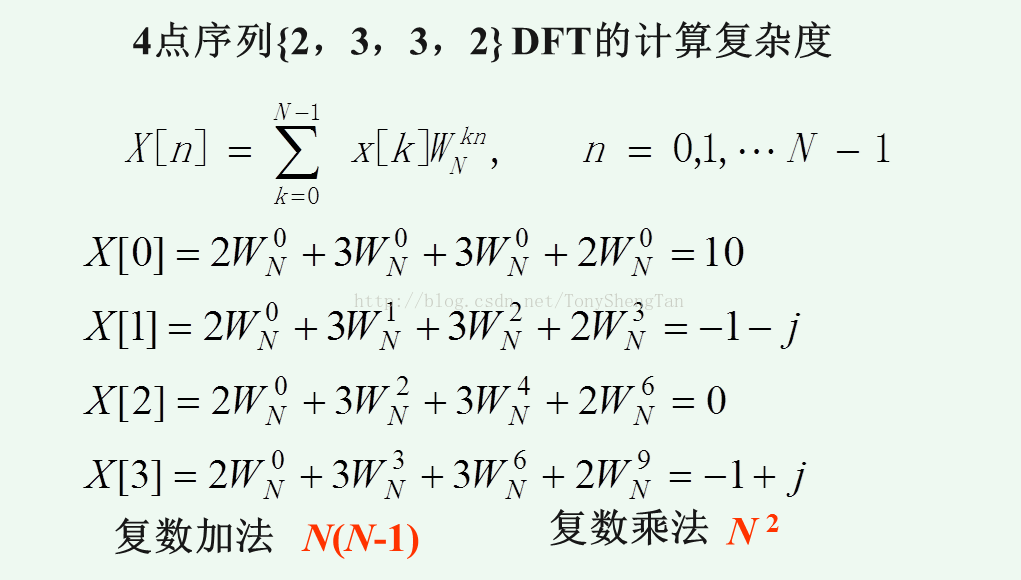 4点序列{2，3，3，2} DFT的计算复杂度
X[n] = \sum_{k=0}^{N-1} x[k]W_N^{kn}, n = 0,1,⋯N − 1
X[0] = 2W_N^0 + 3W_N^0 + 3W_N^0 + 2W_N^0 = 10
http://blog.csdn.net/TonyShengTan
X[1] = 2W_N^0 + 3W_N^1 + 3W_N^2 + 2W_N^3 = −1 − j
X[2] = 2W_N^0 + 3W_N^2 + 3W_N^4 + 2W_N^6 = 0
X[3] = 2W_N^0 + 3W_N^3 + 3W_N^6 + 2W_N^9 = −1 + j
复数加法 N(N-1) 复数乘法 N^2